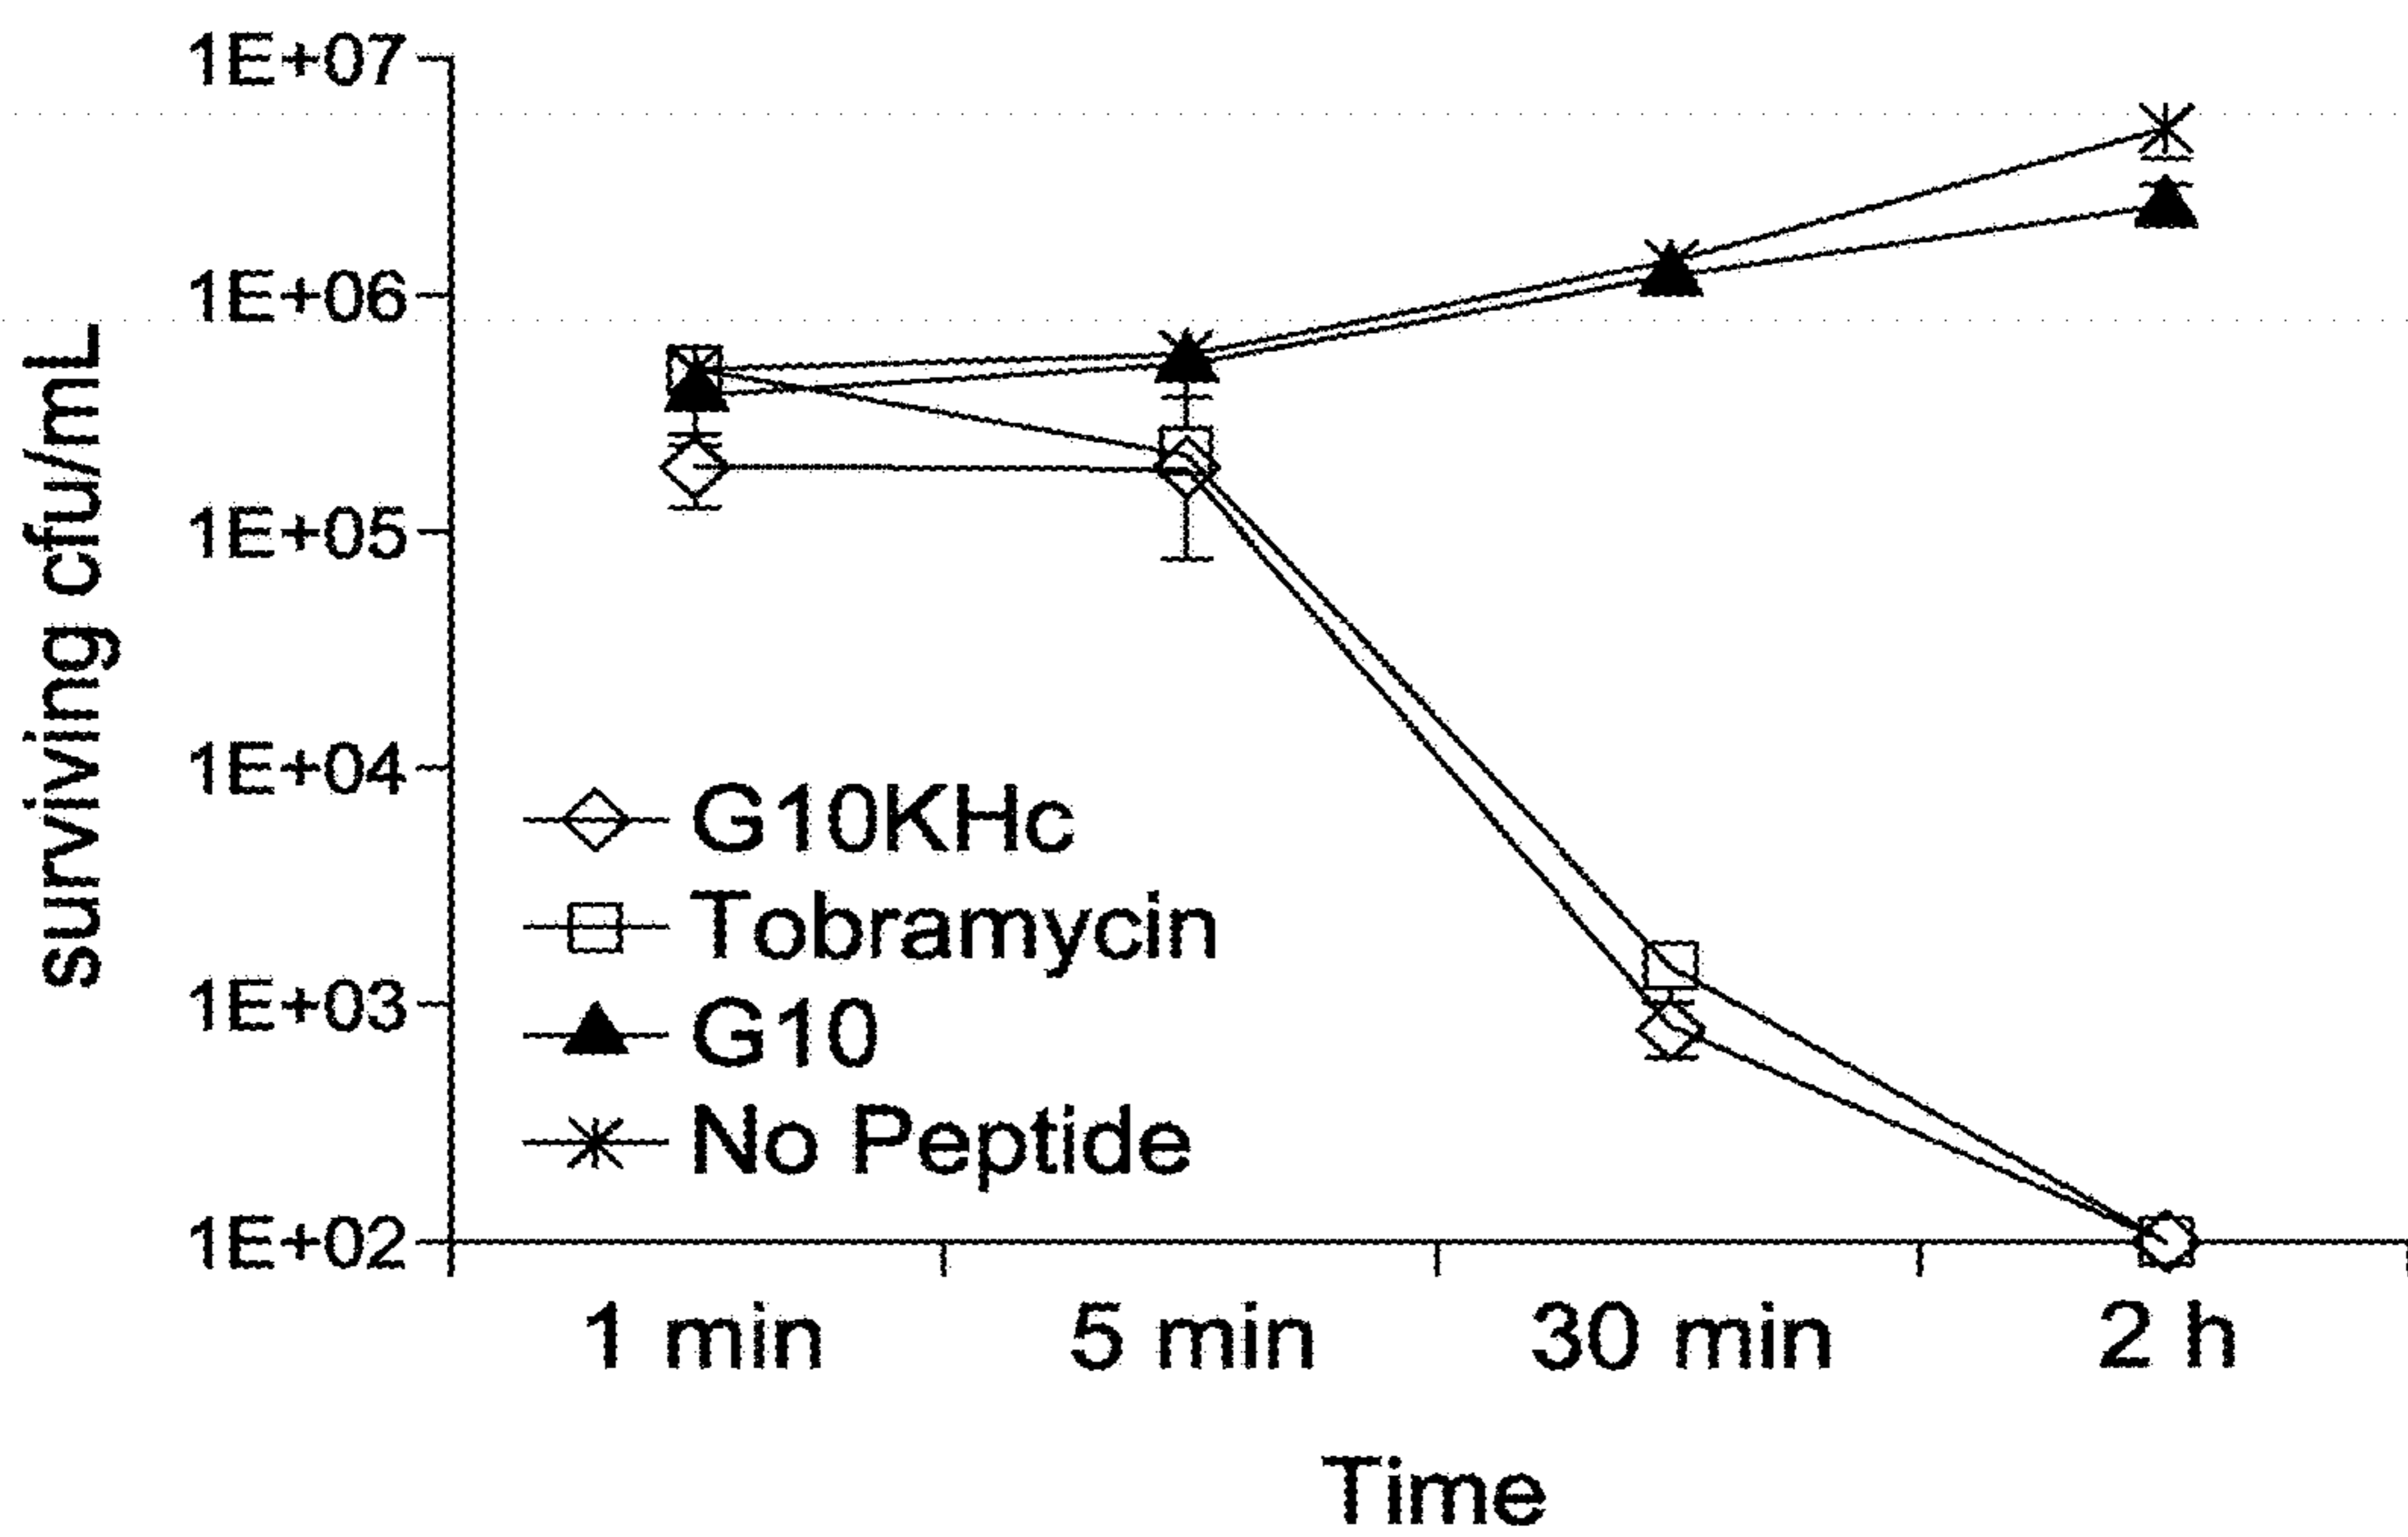 1E+07
1E+06
1E+05
1E+04
1E+03
1E+02
surviving cfu/mL
G10KHc
Tobramycin
G10
No Peptide
1 min
5 min
30 min
2 h
Time